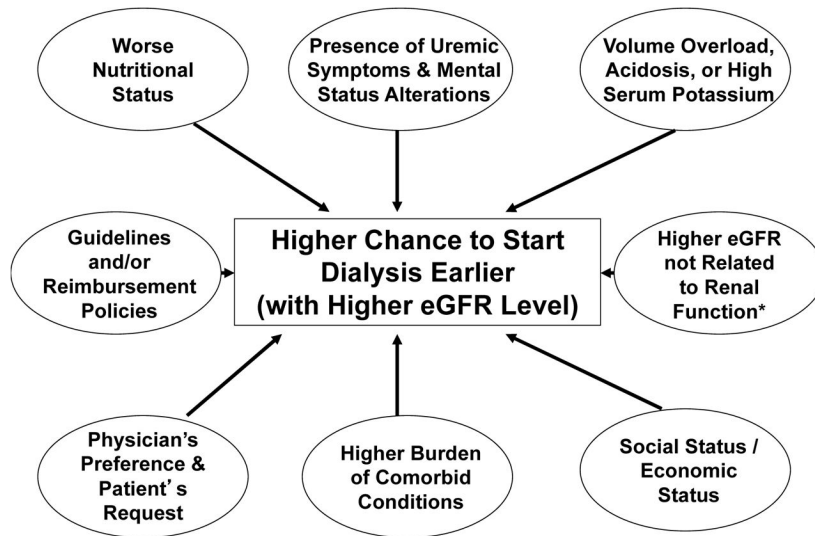 Worse
Nutritional
Status
Presence of Uremic
Symptoms & Mental
Status Alterations
Volume Overload,
Acidosis, or High
Serum Potassium
Guidelines
and/or
Reimbursement
Policies
Higher Chance to Start
Dialysis Earlier
(with Higher eGFR Level)
Higher eGFR
not Related
to Renal
Function*
Physician’s
Preference &
Patient’s
Request
Higher Burden
of Comorbid
Conditions
Social Status /
Economic
Status